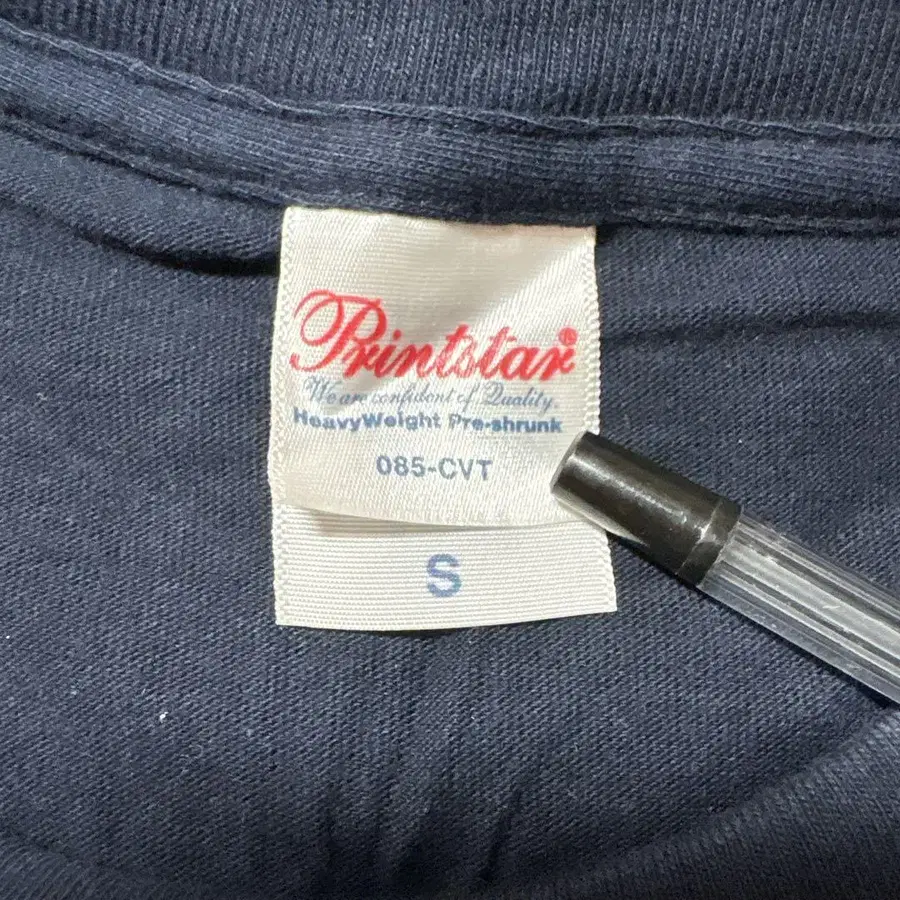 Printstar®
We are confident of Quality.
HeavyWeight Pre-shrunk
085-CVT
S